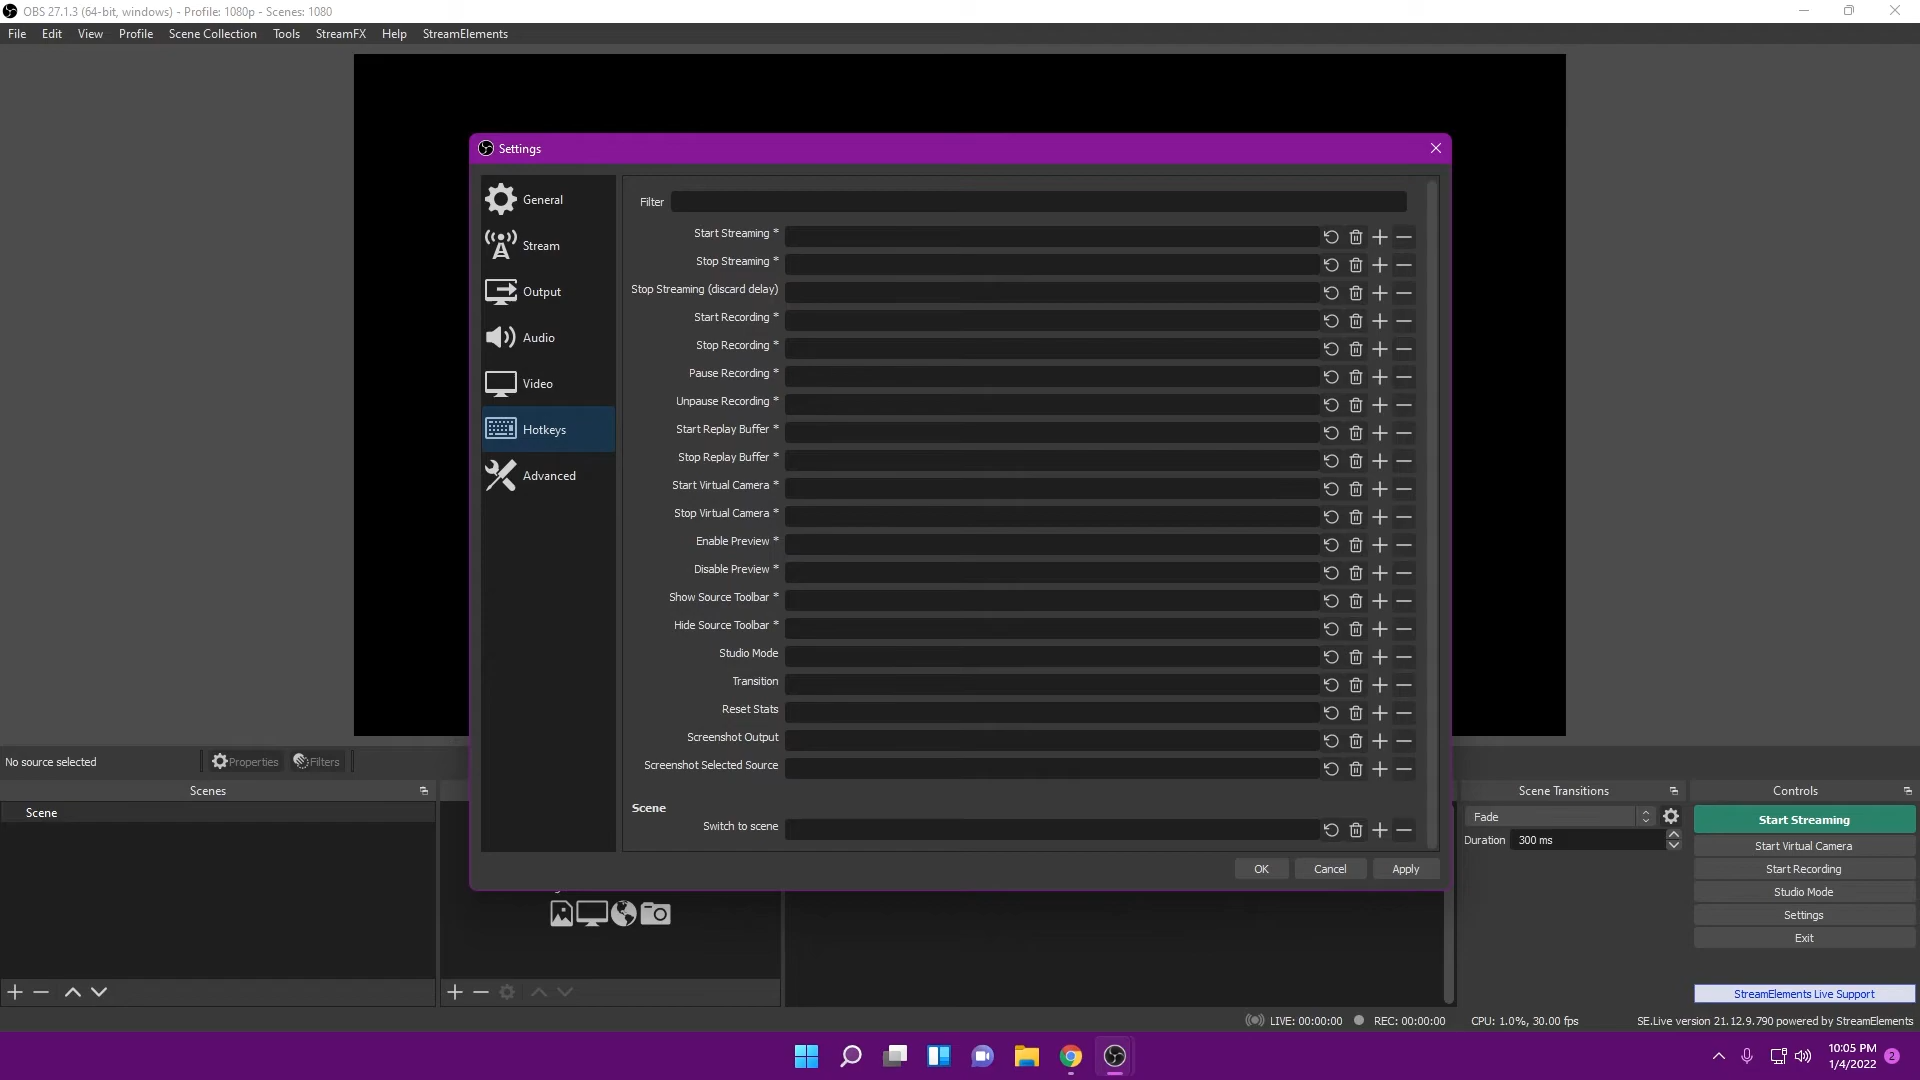 OBS 27.1.3 (64-bit, windows) - Profile: 1080p - Scenes: 1080
File Edit View Profile Scene Collection Tools StreamFX Help StreamElements
Settings
General
Stream
Output
Audio
Video
Hotkeys
Advanced
Filter
Start Streaming *
Stop Streaming *
Stop Streaming (discard delay)
Start Recording *
Stop Recording *
Pause Recording *
Unpause Recording *
Start Replay Buffer *
Stop Replay Buffer *
Start Virtual Camera *
Stop Virtual Camera *
Enable Preview *
Disable Preview *
Show Source Toolbar *
Hide Source Toolbar *
Studio Mode
Transition
Reset Stats
Screenshot Output
Screenshot Selected Source
Scene
Switch to scene
OK Cancel Apply
No source selected Properties Filters
Scenes
Scene
Scene Transitions
Fade
Duration 300 ms
Controls
Start Streaming
Start Virtual Camera
Start Recording
Studio Mode
Settings
Exit
StreamElements Live Support
LIVE: 00:00:00 REC: 00:00:00 CPU: 1.0%, 30.00 fps SE.Live version 21.12.9.790 powered by StreamElements
10:05 PM
1/4/2022
2